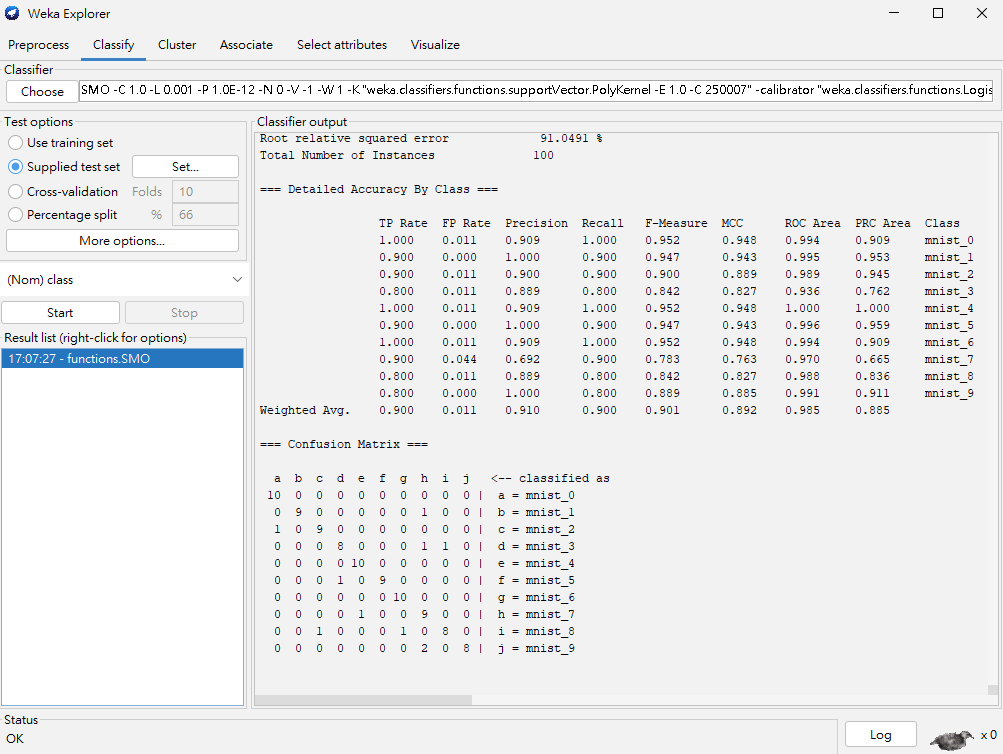 Weka Explorer
Preprocess Classify Cluster Associate Select attributes Visualize
Classifier
Choose SMO -C 1.0 -L 0.001 -P 1.0E-12 -N 0 -V -1 -W 1 -K "weka.classifiers.functions.supportVector.PolyKernel -E 1.0 -C 250007" -calibrator "weka.classifiers.functions.Logis
Test options
Use training set
Supplied test set Set...
Cross-validation Folds 10
Percentage split % 66
More options...
(Nom) class
Start Stop
Result list (right-click for options)
17:07:27 - functions.SMO
Classifier output
Root relative squared error 91.0491 %
Total Number of Instances 100
=== Detailed Accuracy By Class ===
TP Rate FP Rate Precision Recall F-Measure MCC ROC Area PRC Area Class
1.000 0.011 0.909 1.000 0.952 0.948 0.994 0.909 mnist_0
0.900 0.000 1.000 0.900 0.947 0.943 0.995 0.953 mnist_1
0.900 0.011 0.900 0.900 0.900 0.889 0.989 0.945 mnist_2
0.800 0.011 0.889 0.800 0.842 0.827 0.936 0.762 mnist_3
1.000 0.011 0.909 1.000 0.952 0.948 1.000 1.000 mnist_4
0.900 0.000 1.000 0.900 0.947 0.943 0.996 0.959 mnist_5
1.000 0.011 0.909 1.000 0.952 0.948 0.994 0.909 mnist_6
0.900 0.044 0.692 0.900 0.783 0.763 0.970 0.665 mnist_7
0.800 0.011 0.889 0.800 0.842 0.827 0.988 0.836 mnist_8
0.800 0.000 1.000 0.800 0.889 0.885 0.991 0.911 mnist_9
Weighted Avg. 0.900 0.011 0.910 0.900 0.901 0.892 0.985 0.885
=== Confusion Matrix ===
a b c d e f g h i j <-- classified as
10 0 0 0 0 0 0 0 0 0 | a = mnist_0
0 9 0 0 0 0 0 1 0 0 | b = mnist_1
1 0 9 0 0 0 0 0 0 0 | c = mnist_2
0 0 0 8 0 0 0 1 1 0 | d = mnist_3
0 0 0 0 10 0 0 0 0 0 | e = mnist_4
0 0 0 1 0 9 0 0 0 0 | f = mnist_5
0 0 0 0 0 0 10 0 0 0 | g = mnist_6
0 0 0 0 1 0 0 9 0 0 | h = mnist_7
0 0 1 0 0 0 1 0 8 0 | i = mnist_8
0 0 0 0 0 0 0 2 0 8 | j = mnist_9
Status
OK
Log x 0